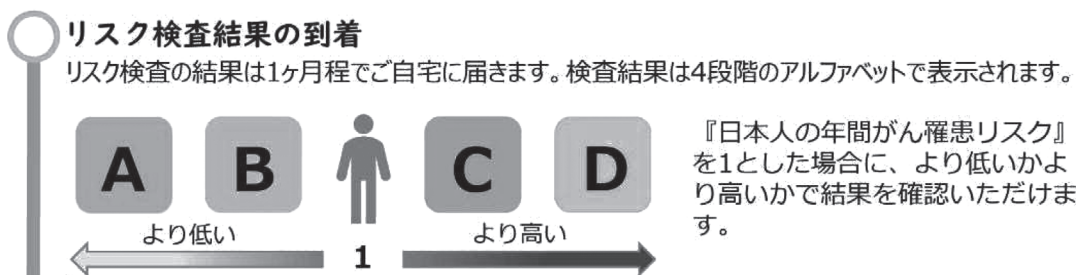 リスク検査結果の到着
リスク検査の結果は1ヶ月程でご自宅に届きます。検査結果は4段階のアルファベットで表示されます。
A B C D
『日本人の年間がん罹患リスク』
を1とした場合に、より低いかよ
り高いかで結果を確認いただけま
す。
より低い より高い
1